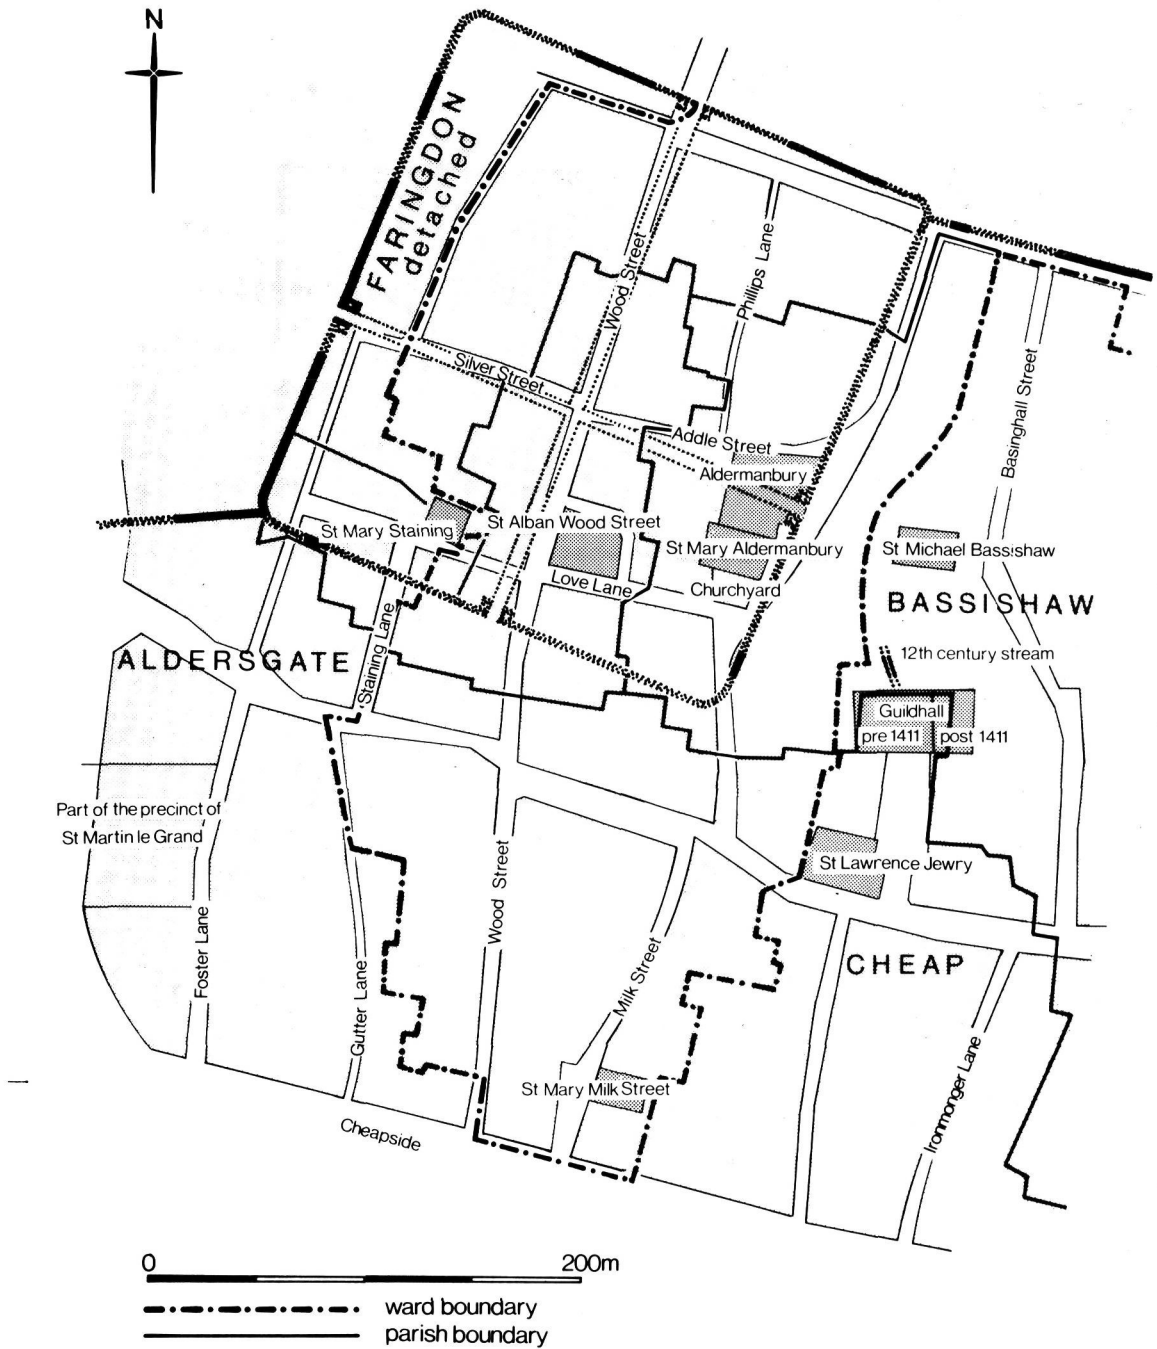 N
FARINGDON
detached
Wood Street
Phillips Lane
Silver Street
Basinghall Street
Addle Street
Aldermanbury
St Mary Staining
St Alban Wood Street
St Mary Aldermanbury
St Michael Bassishaw
Love Lane
Churchyard
BASSISHAW
ALDERSGATE
Staining Lane
12th century stream
Guildhall
pre 1411
post 1411
Part of the precinct of
St Martin le Grand
St Lawrence Jewry
Wood Street
Foster Lane
Gutter Lane
Milk Street
CHEAP
Ironmonger Lane
St Mary Milk Street
Cheapside
0
200m
ward boundary
parish boundary